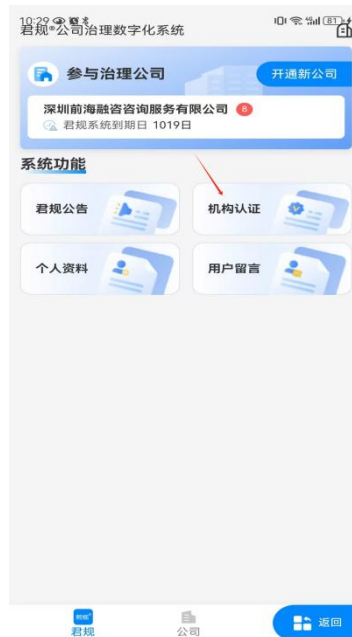 10:29
81
君规®公司治理数字化系统
参与治理公司
开通新公司
深圳前海融咨咨询服务有限公司 8
君规系统到期日 1019日
系统功能
君规公告
机构认证
个人资料
用户留言
君规
公司
返回